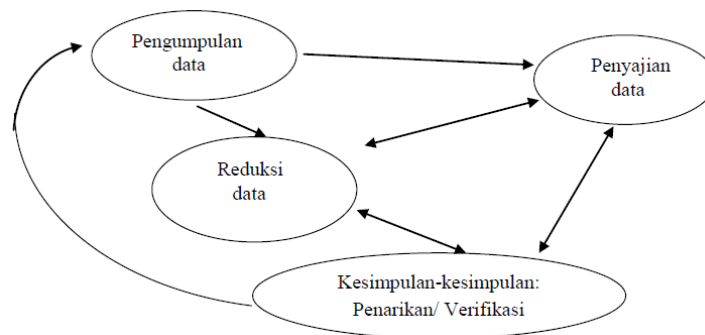 Pengumpulan
data
Penyajian
data
Reduksi
data
Kesimpulan-kesimpulan:
Penarikan/ Verifikasi